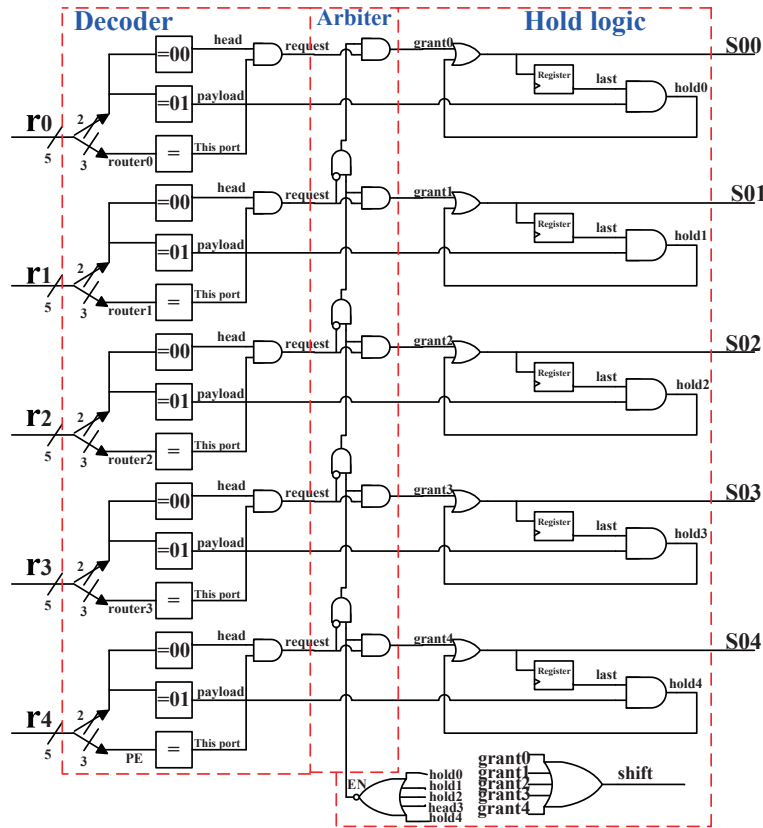 Decoder Arbiter Hold logic
=00 head request grant0 S00
Register last hold0
=01 payload
r0 5 2 3 router0 = This port
=00 head request grant1 S01
Register last hold1
=01 payload
r1 5 2 3 router1 = This port
=00 head request grant2 S02
Register last hold2
=01 payload
r2 5 2 3 router2 = This port
=00 head request grant3 S03
Register last hold3
=01 payload
r3 5 2 3 router3 = This port
=00 head request grant4 S04
Register last hold4
=01 payload
r4 5 2 3 PE = This port
EN
hold0
hold1
hold2
head3
hold4
grant0
grant1
grant2
grant3
grant4
shift